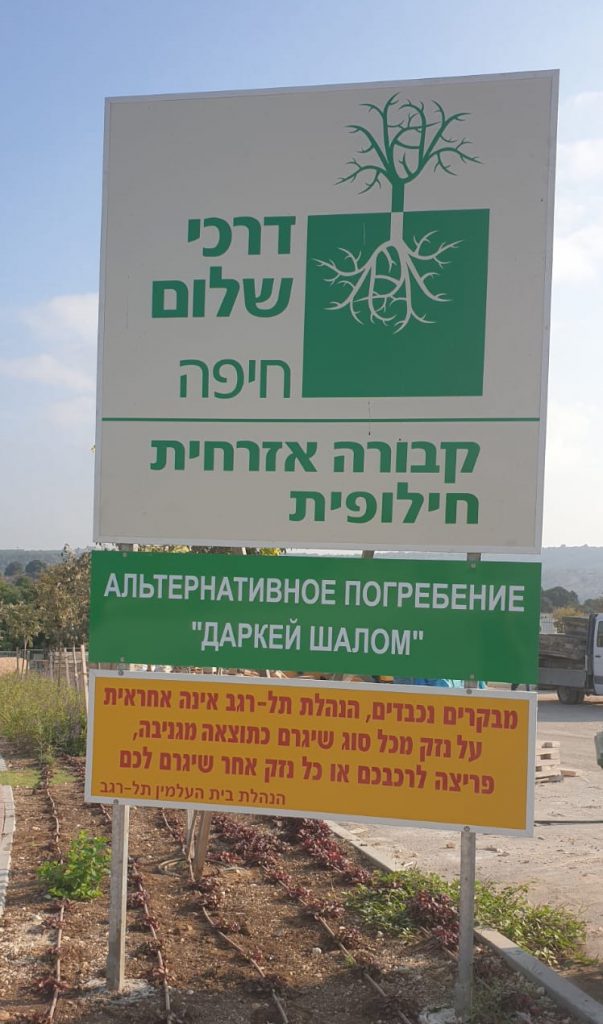 דרכי
שלום
חיפה
קבורה אזרחית
חילופית
АЛЬТЕРНАТИВНОЕ ПОГРЕБЕНИЕ
"ДАРКЕЙ ШАЛОМ"
מבקרים נכבדים, הנהלת תל-רגב אינה אחראית
על נזק מכל סוג שיגרם כתוצאה מגניבה,
פריצה לרכבכם או כל נזק אחר שיגרם לכם
הנהלת בית העלמין תל-רגב